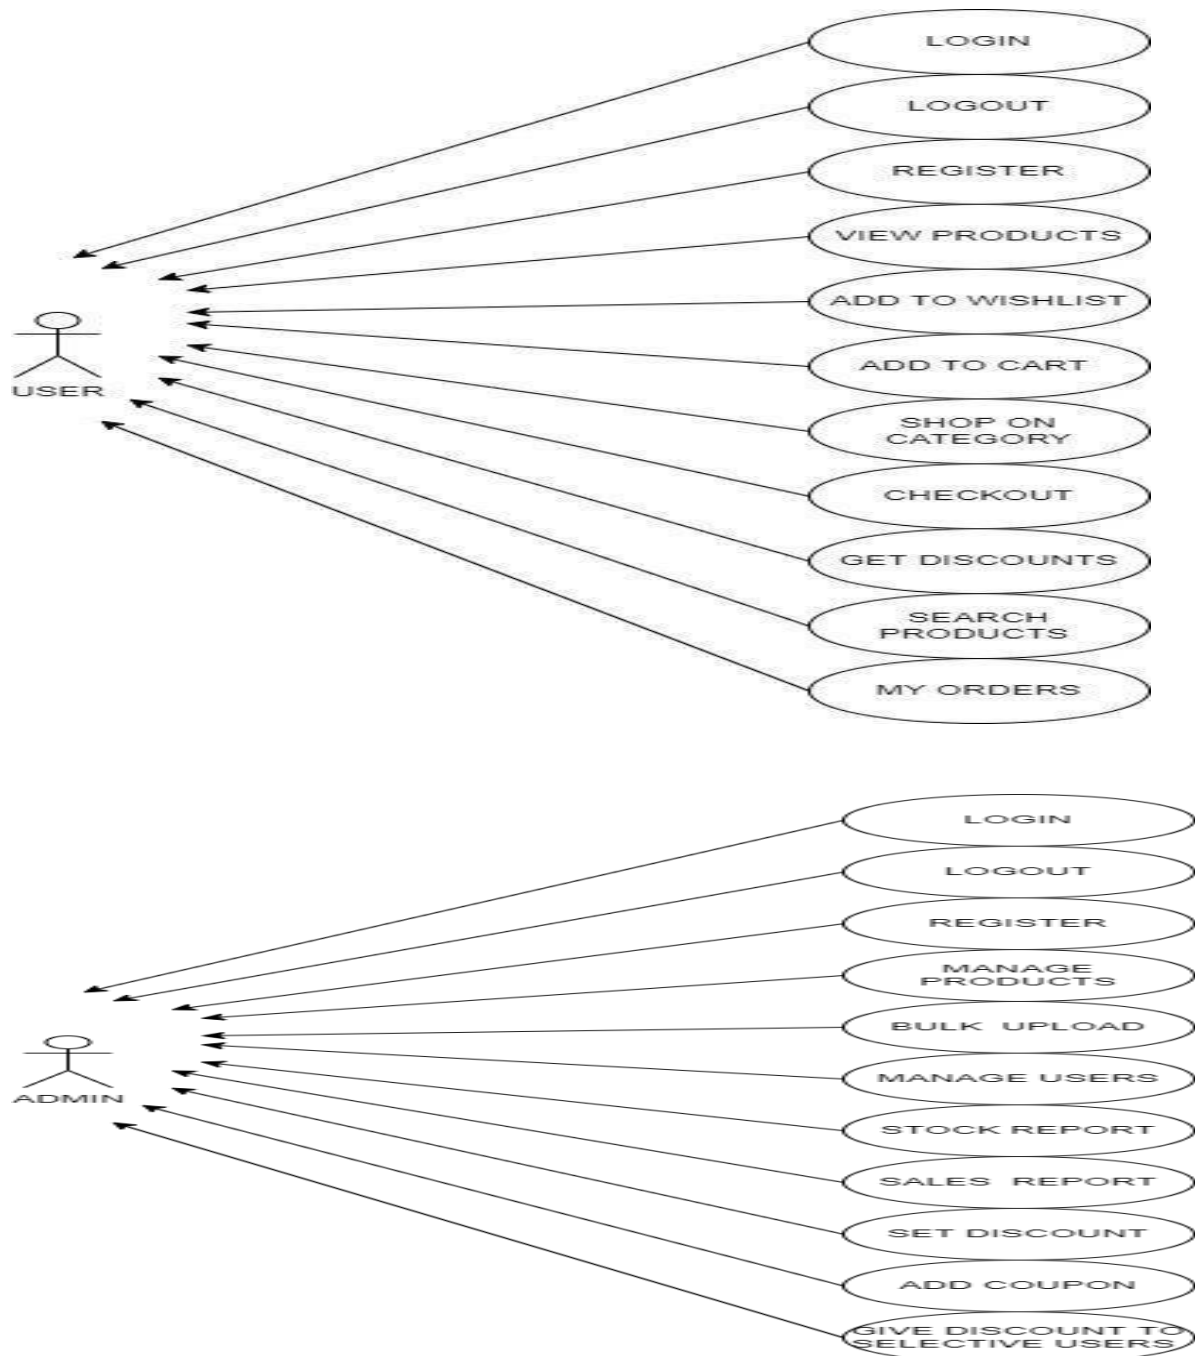 LOGIN
LOGOUT
REGISTER
VIEW PRODUCTS
ADD TO WISHLIST
ADD TO CART
USER
SHOP ON
CATEGORY
CHECKOUT
GET DISCOUNTS
SEARCH
PRODUCTS
MY ORDERS
LOGIN
LOGOUT
REGISTER
MANAGE
PRODUCTS
BULK UPLOAD
MANAGE USERS
ADMIN
STOCK REPORT
SALES REPORT
SET DISCOUNT
ADD COUPON
GIVE DISCOUNT TO
SELECTIVE USERS